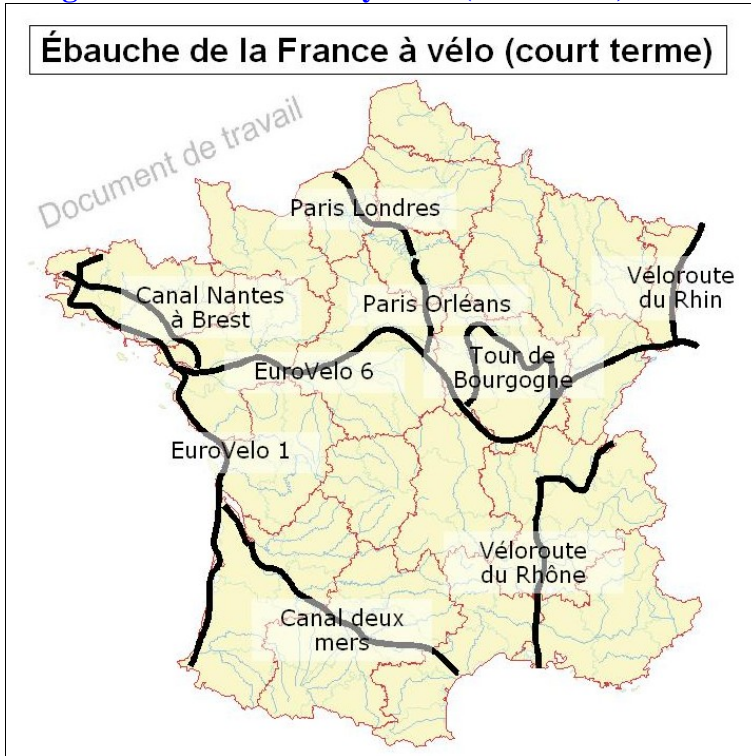 Ébauche de la France à vélo (court terme)
Document de travail
Paris Londres
Véloroute
du Rhin
Canal Nantes
à Brest
Paris Orléans
Tour de
Bourgogne
EuroVelo 6
EuroVelo 1
Véloroute
du Rhône
Canal deux
mers